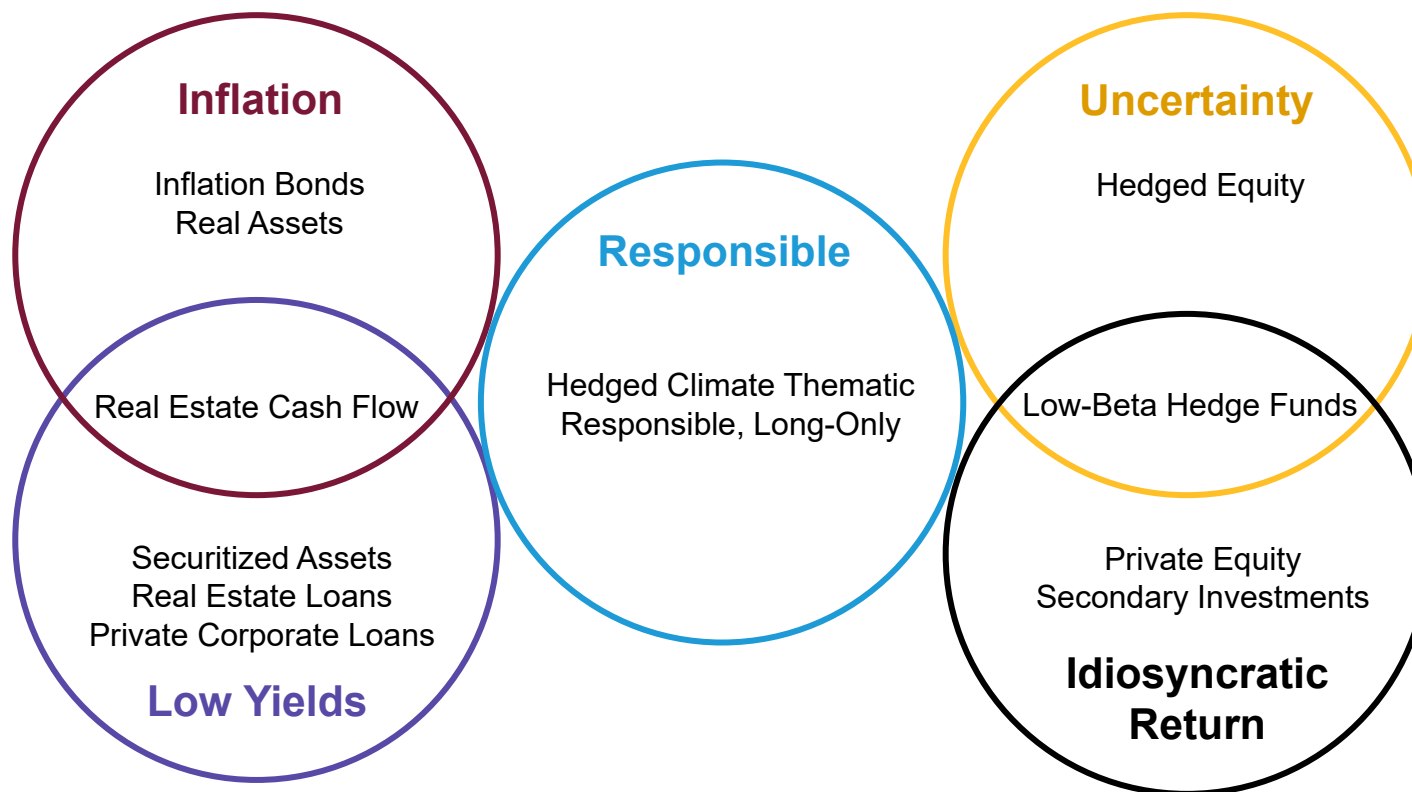 Inflation
Inflation Bonds
Real Assets
Real Estate Cash Flow
Securitized Assets
Real Estate Loans
Private Corporate Loans
Low Yields
Responsible
Hedged Climate Thematic
Responsible, Long-Only
Uncertainty
Hedged Equity
Low-Beta Hedge Funds
Private Equity
Secondary Investments
Idiosyncratic
Return